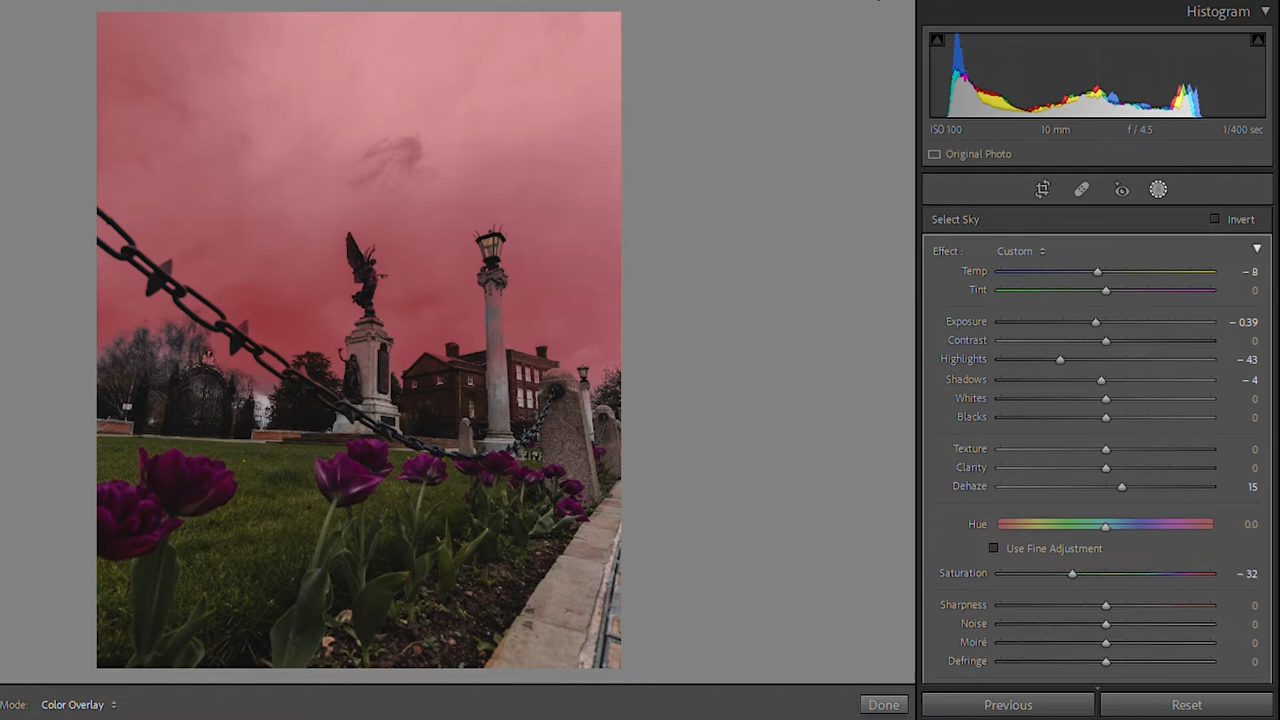 Histogram
ISO 100 10 mm f / 4.5 1/400 sec
Original Photo
Select Sky Invert
Effect : Custom
Temp – 8
Tint 0
Exposure – 0.39
Contrast 0
Highlights – 43
Shadows – 4
Whites 0
Blacks 0
Texture 0
Clarity 0
Dehaze 15
Hue 0.0
Use Fine Adjustment
Saturation – 32
Sharpness 0
Noise 0
Moiré 0
Defringe 0
Mode: Color Overlay Done Previous Reset